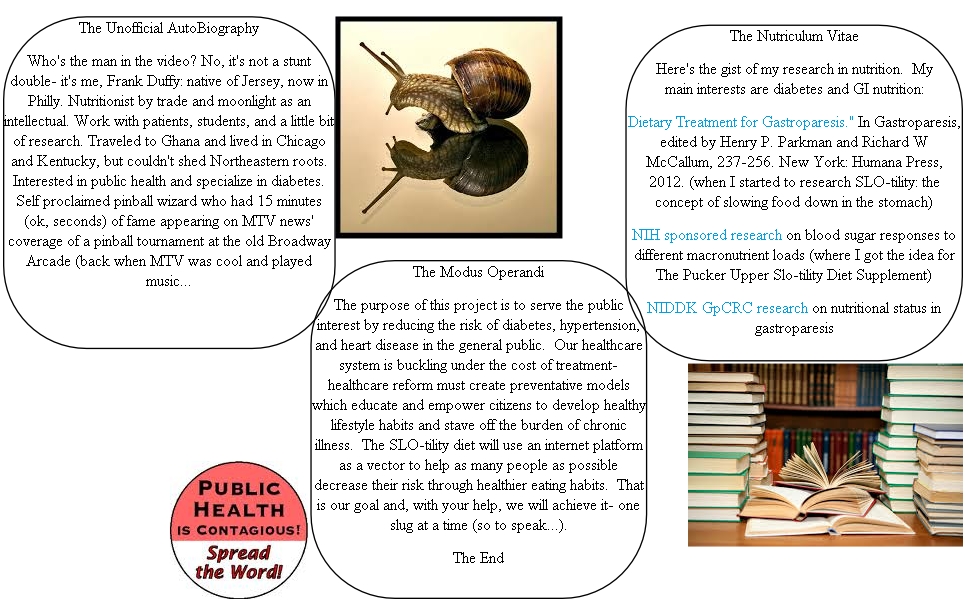 The Unofficial AutoBiography
Who's the man in the video? No, it's not a stunt
double- it's me, Frank Duffy: native of Jersey, now in
Philly. Nutritionist by trade and moonlight as an
intellectual. Work with patients, students, and a little bit
of research. Traveled to Ghana and lived in Chicago
and Kentucky, but couldn't shed Northeastern roots.
Interested in public health and specialize in diabetes.
Self proclaimed pinball wizard who had 15 minutes
(ok, seconds) of fame appearing on MTV news'
coverage of a pinball tournament at the old Broadway
Arcade (back when MTV was cool and played
music...
The Modus Operandi
The purpose of this project is to serve the public
interest by reducing the risk of diabetes, hypertension,
and heart disease in the general public.  Our healthcare
system is buckling under the cost of treatment-
healthcare reform must create preventative models
which educate and empower citizens to develop healthy
lifestyle habits and stave off the burden of chronic
illness.  The SLO-tility diet will use an internet platform
as a vector to help as many people as possible
decrease their risk through healthier eating habits.  That
is our goal and, with your help, we will achieve it- one
slug at a time (so to speak...).
The End
The Nutriculum Vitae
Here's the gist of my research in nutrition.  My
main interests are diabetes and GI nutrition:
Dietary Treatment for Gastroparesis." In Gastroparesis,
edited by Henry P. Parkman and Richard W
McCallum, 237-256. New York: Humana Press,
2012. (when I started to research SLO-tility: the
concept of slowing food down in the stomach)
NIH sponsored research on blood sugar responses to
different macronutrient loads (where I got the idea for
The Pucker Upper Slo-tility Diet Supplement)
NIDDK GpCRC research on nutritional status in
gastroparesis
PUBLIC
HEALTH
IS CONTAGIOUS!
Spread
the Word!